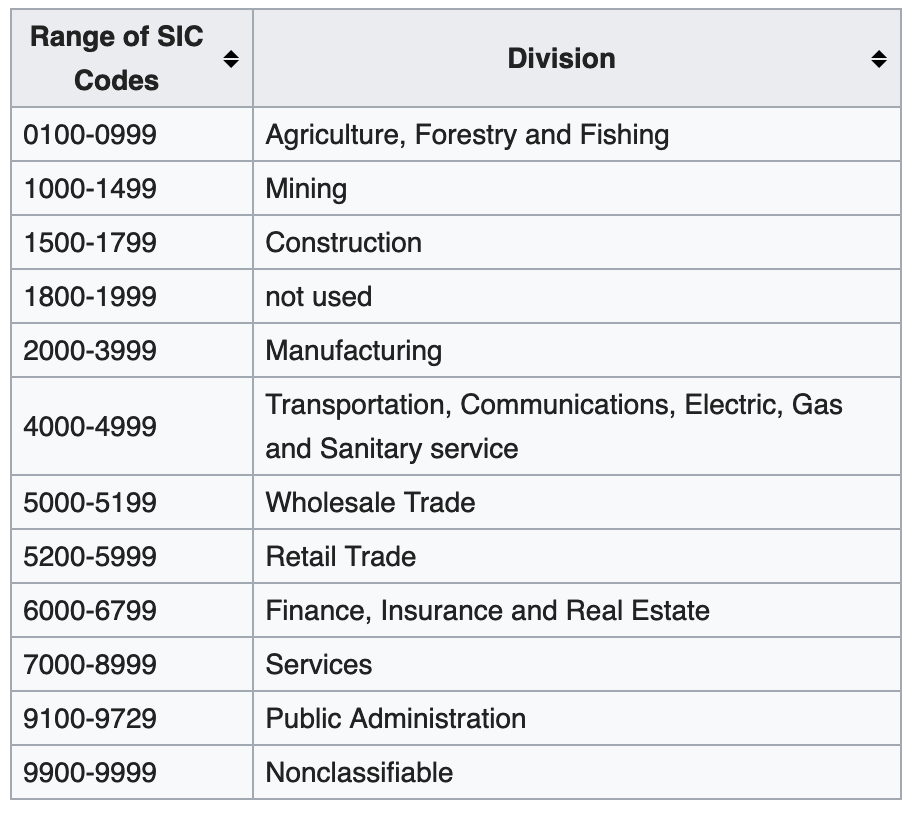 Range of SIC
Codes
Division
0100-0999 Agriculture, Forestry and Fishing
1000-1499 Mining
1500-1799 Construction
1800-1999 not used
2000-3999 Manufacturing
4000-4999 Transportation, Communications, Electric, Gas
and Sanitary service
5000-5199 Wholesale Trade
5200-5999 Retail Trade
6000-6799 Finance, Insurance and Real Estate
7000-8999 Services
9100-9729 Public Administration
9900-9999 Nonclassifiable